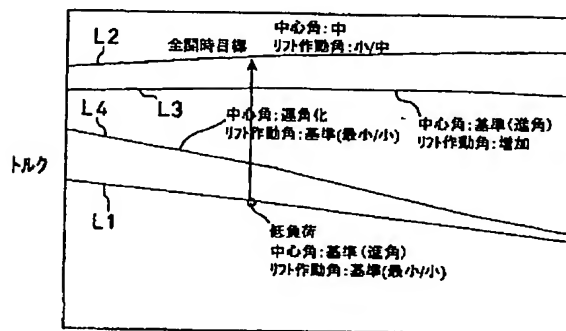 L2
全開時目標
中心角:中
リフト作動角:小/中
L3
L4
中心角:遅角化
リフト作動角:基準(最小/小)
中心角:基準(進角)
リフト作動角:増加
トルク
L1
低負荷
中心角:基準(進角)
リフト作動角:基準(最小/小)